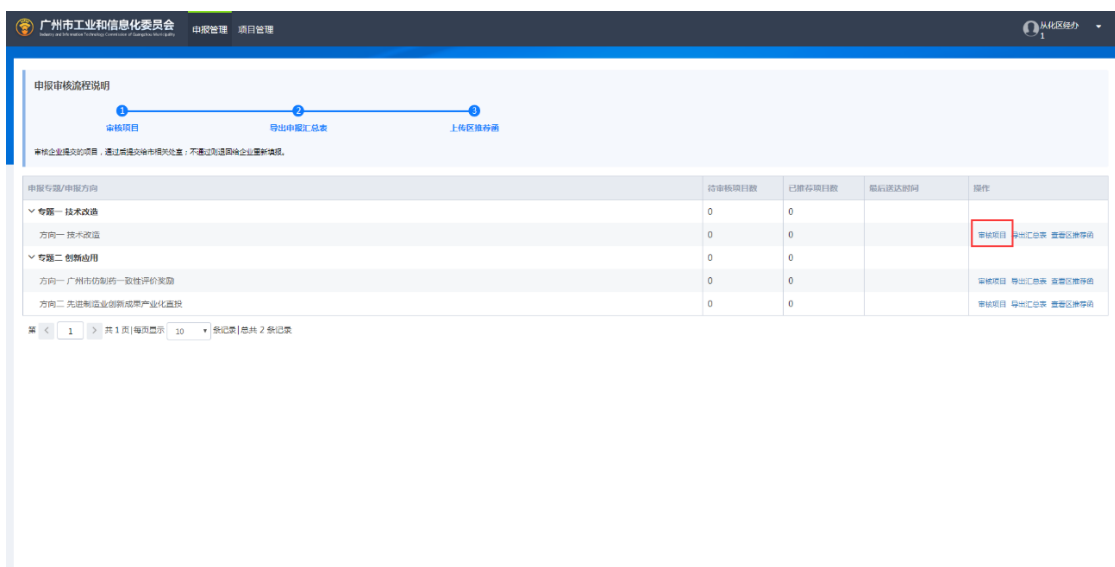 广州市工业和信息化委员会 申报管理 项目管理 从化区经办1
申报审核流程说明
1 2 3
审核项目 导出申报汇总表 上传区推荐函
审核企业提交的项目，通过后提交给市相关处室；不通过则退回给企业重新填报。
申报专题/申报方向 待审核项目数 已推荐项目数 最后送达时间 操作
专题一 技术改造 0 0
方向一 技术改造 0 0 审核项目 导出汇总表 查看区推荐函
专题二 创新应用 0 0
方向一 广州市仿制药一致性评价奖励 0 0 审核项目 导出汇总表 查看区推荐函
方向二 先进制造业创新成果产业化直投 0 0 审核项目 导出汇总表 查看区推荐函
第 < 1 > 共 1 页|每页显示 10 条记录|总共 2 条记录